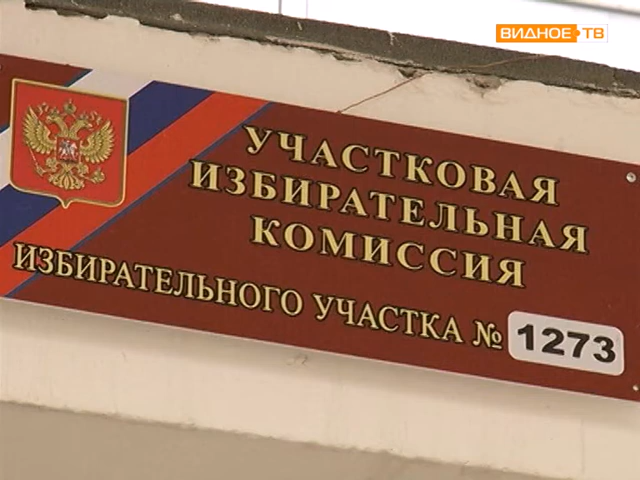 ВИДНОЕ ТВ
УЧАСТКОВАЯ
ИЗБИРАТЕЛЬНАЯ
КОМИССИЯ
ИЗБИРАТЕЛЬНОГО УЧАСТКА № 1273